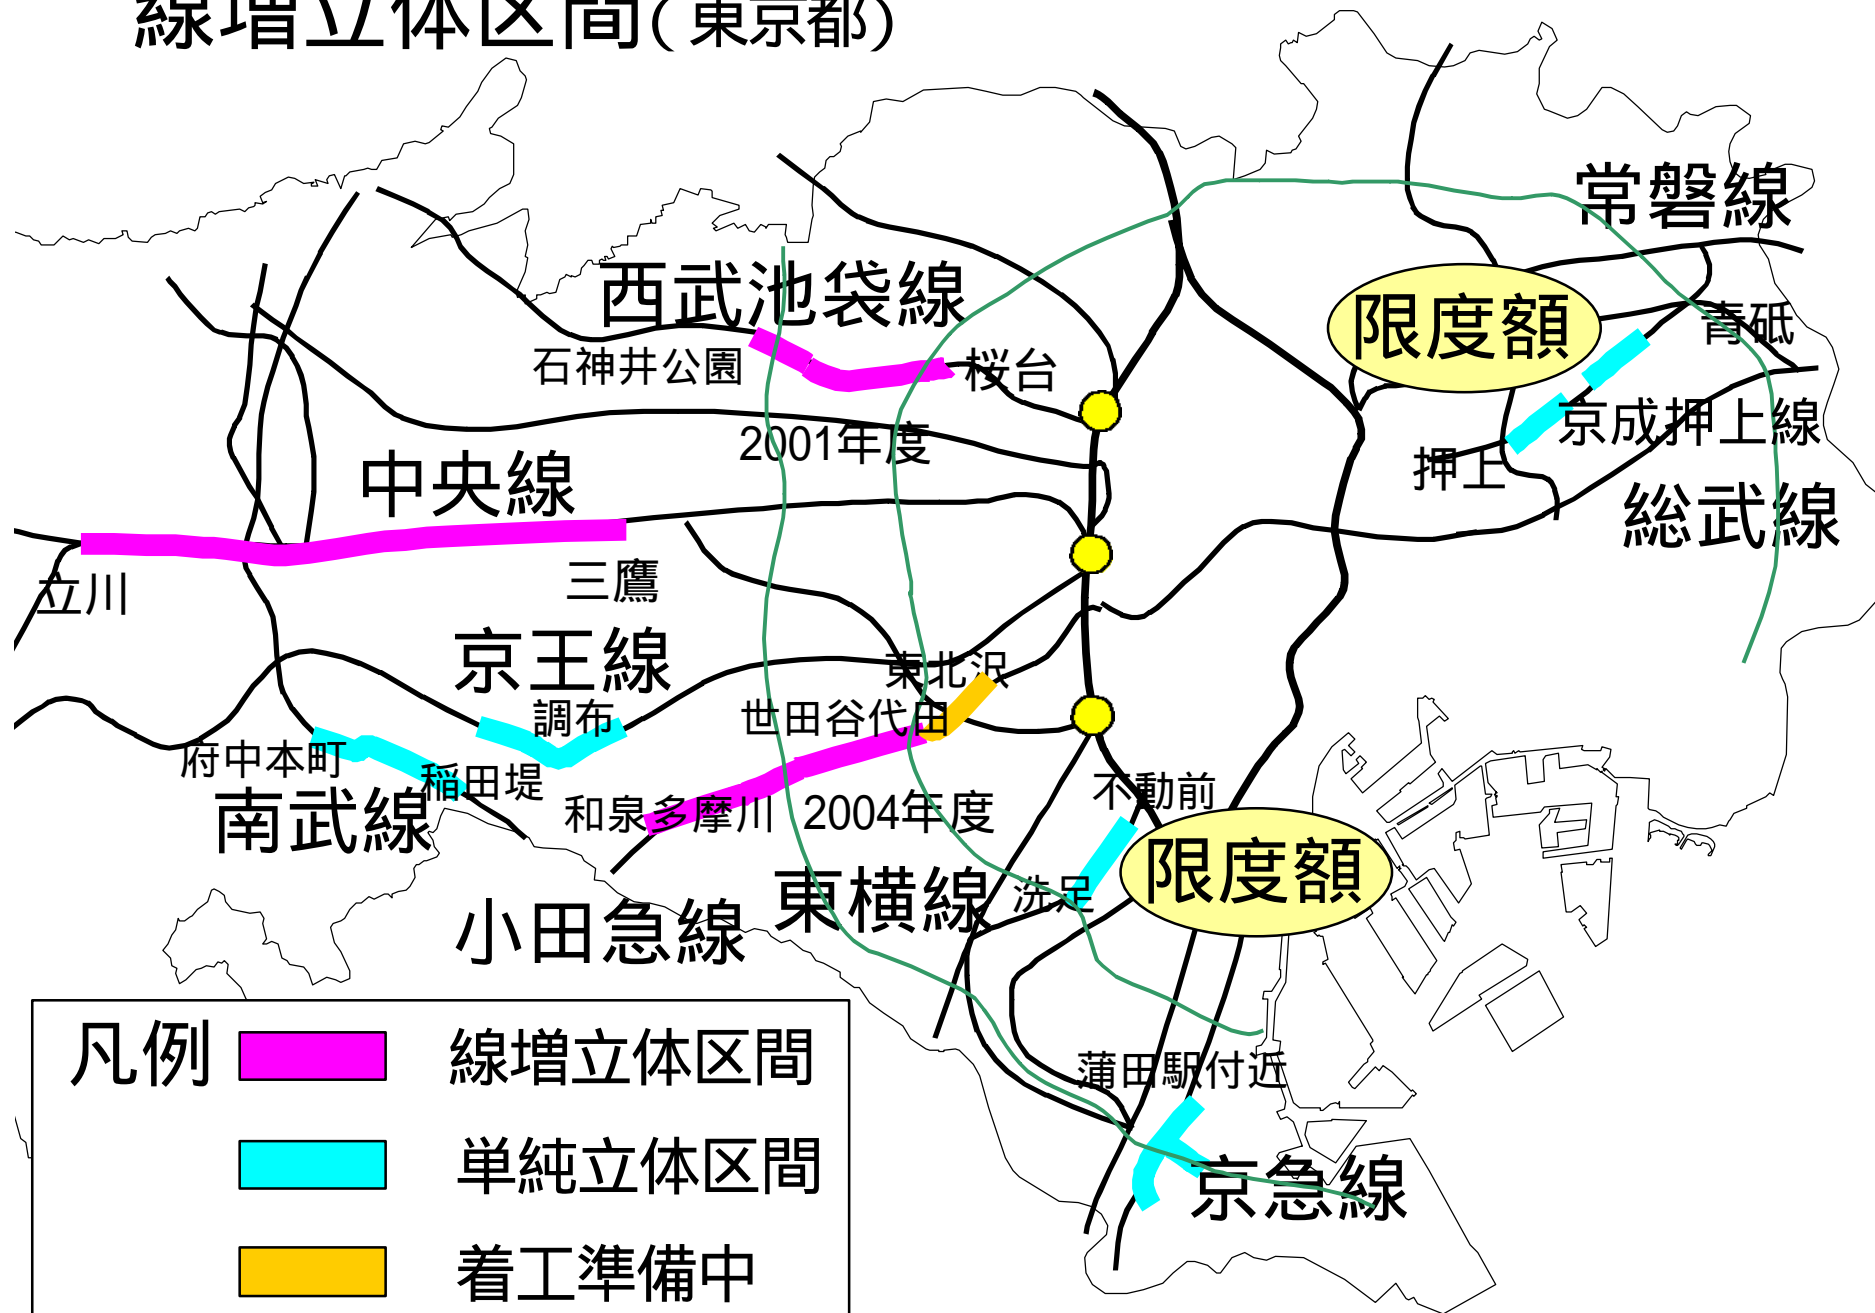 線増立体区間(東京都)
常磐線
西武池袋線
限度額
青砥
石神井公園
桜台
京成押上線
2001年度
押上
中央線
総武線
立川
三鷹
京王線
東北沢
調布
世田谷代田
府中本町
稲田堤
不動前
南武線
和泉多摩川
2004年度
限度額
東横線
洗足
小田急線
凡例
線増立体区間
蒲田駅付近
単純立体区間
京急線
着工準備中